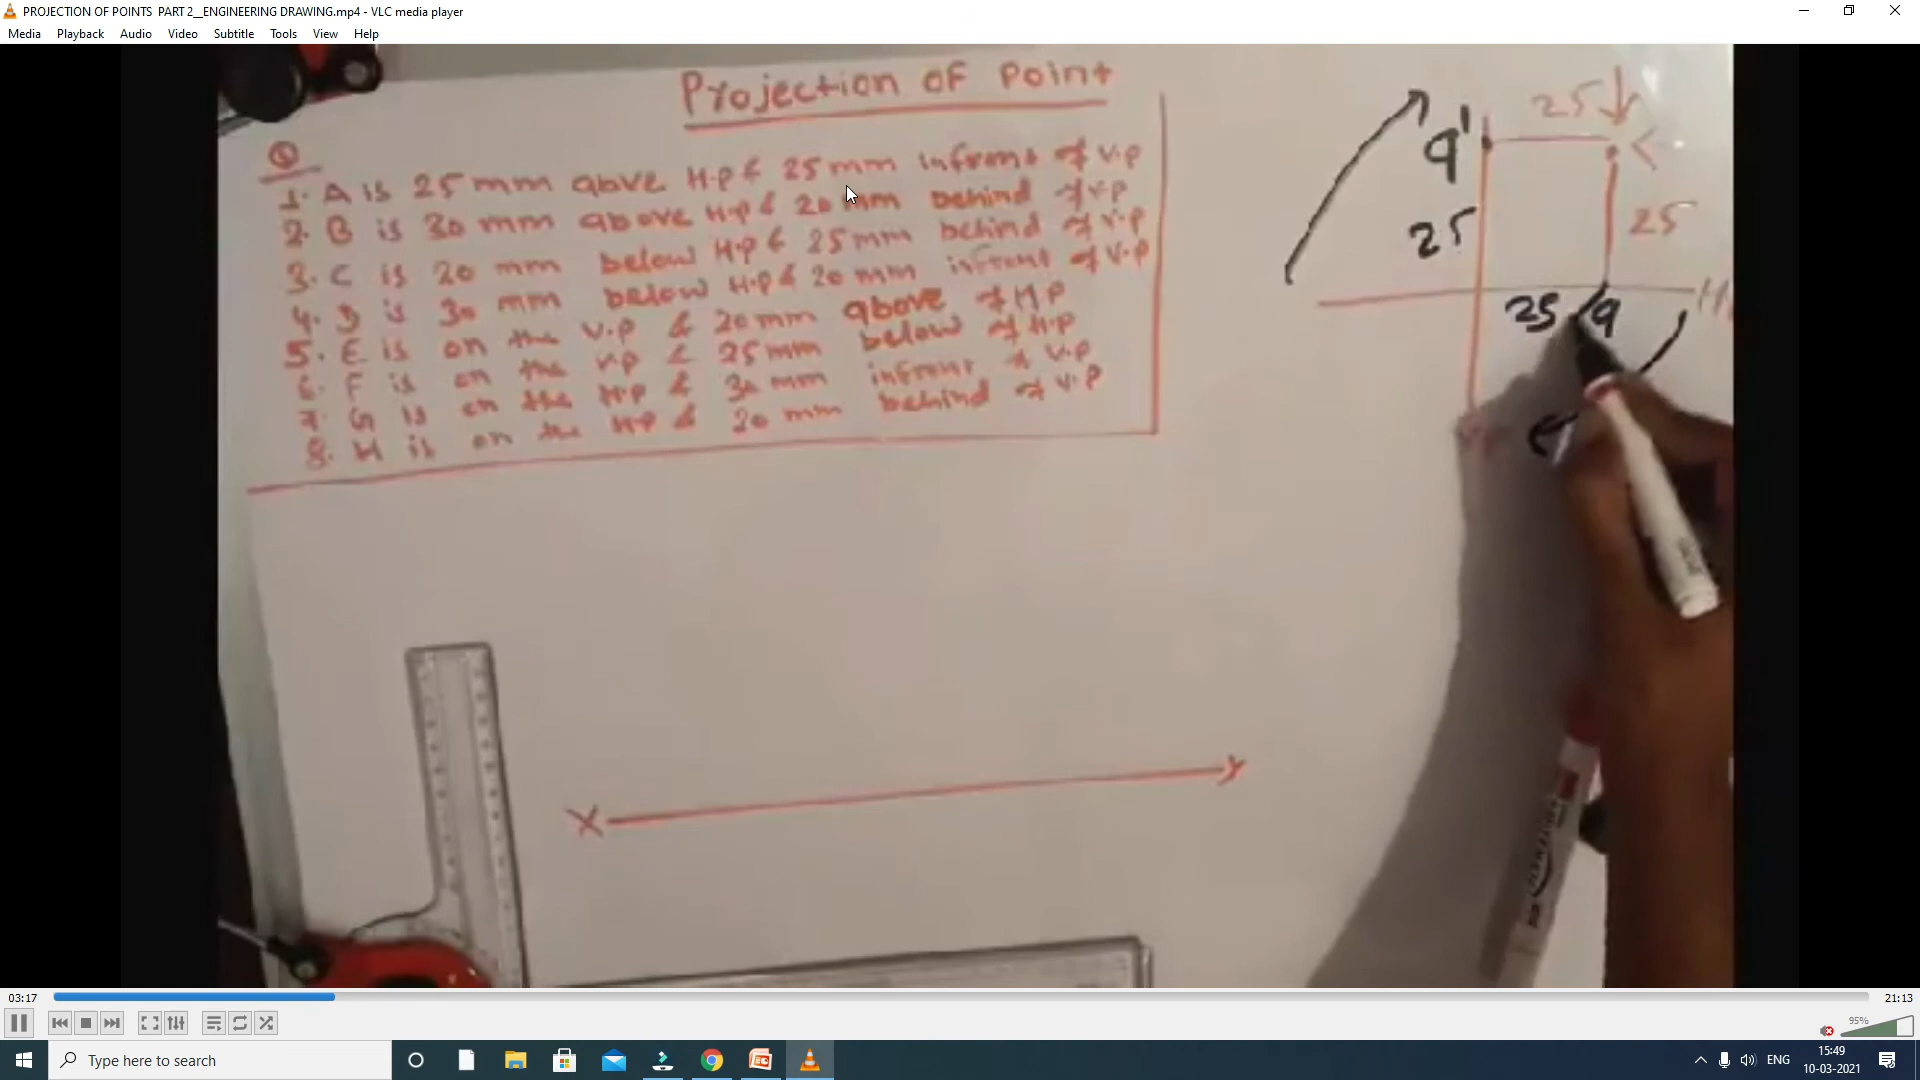 PROJECTION OF POINTS PART 2__ENGINEERING DRAWING.mp4 - VLC media player
Media Playback Audio Video Subtitle Tools View Help
Projection of Point
1. A is 25 mm above H.P & 25 mm infront of V.P
2. B is 30 mm above H.P & 20 mm behind of V.P
3. C is 20 mm below H.P & 25 mm behind of V.P
4. D is 30 mm below H.P & 20 mm infront of V.P
5. E is on the V.P & 20 mm above of H.P
6. F is on the V.P & 25 mm below of H.P
7. G is on the H.P & 30 mm infront of V.P
8. H is on the H.P & 20 mm behind of V.P
25
a'
25
25
25 a
X Y
03:17 21:13
95%
Type here to search
ENG
15:49
10-03-2021